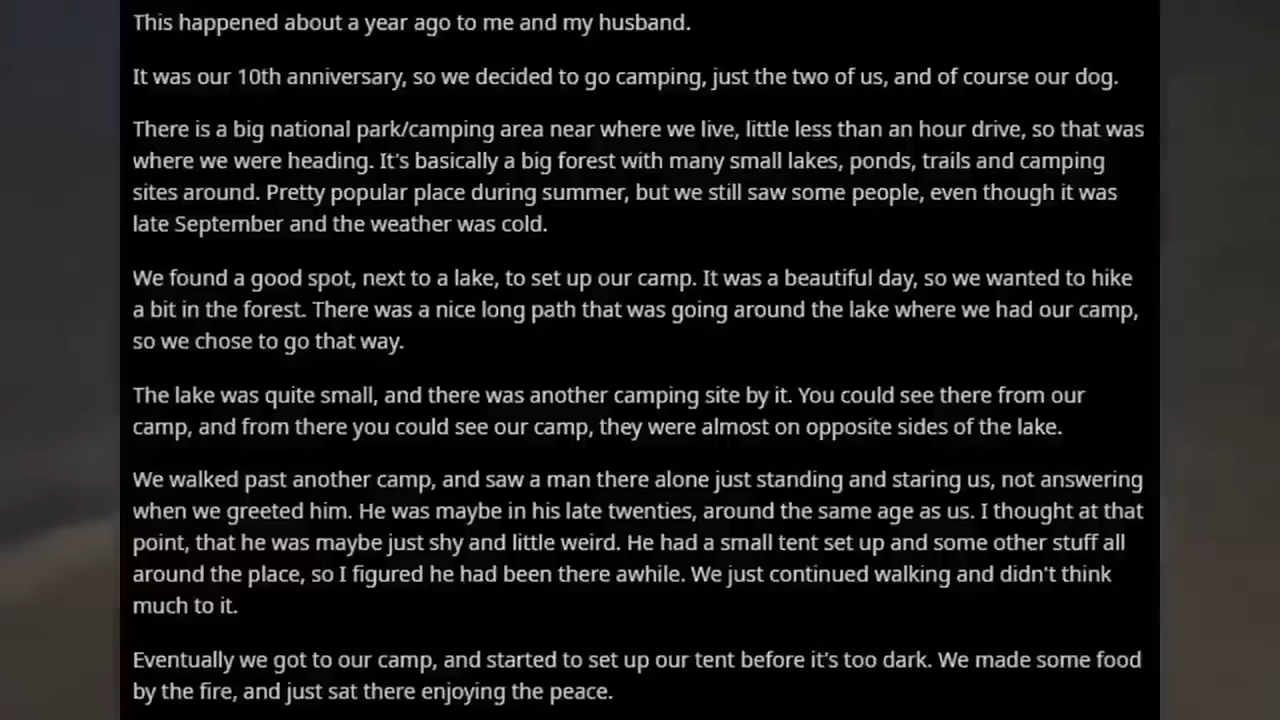 This happened about a year ago to me and my husband.
It was our 10th anniversary, so we decided to go camping, just the two of us, and of course our dog.
There is a big national park/camping area near where we live, little less than an hour drive, so that was
where we were heading. It's basically a big forest with many small lakes, ponds, trails and camping
sites around. Pretty popular place during summer, but we still saw some people, even though it was
late September and the weather was cold.
We found a good spot, next to a lake, to set up our camp. It was a beautiful day, so we wanted to hike
a bit in the forest. There was a nice long path that was going around the lake where we had our camp,
so we chose to go that way.
The lake was quite small, and there was another camping site by it. You could see there from our
camp, and from there you could see our camp, they were almost on opposite sides of the lake.
We walked past another camp, and saw a man there alone just standing and staring us, not answering
when we greeted him. He was maybe in his late twenties, around the same age as us. I thought at that
point, that he was maybe just shy and little weird. He had a small tent set up and some other stuff all
around the place, so I figured he had been there awhile. We just continued walking and didn't think
much to it.
Eventually we got to our camp, and started to set up our tent before it's too dark. We made some food
by the fire, and just sat there enjoying the peace.